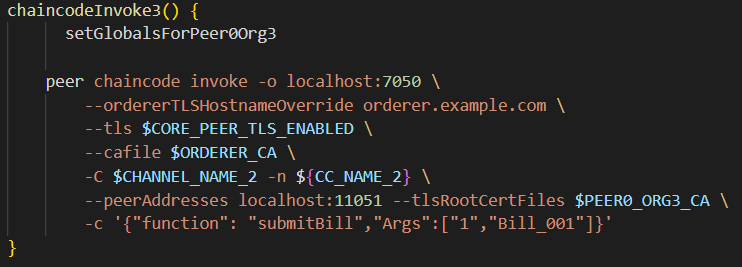 chaincodeInvoke3() {
setGlobalsForPeer0Org3
peer chaincode invoke -o localhost:7050 \
--ordererTLSHostnameOverride orderer.example.com \
--tls $CORE_PEER_TLS_ENABLED \
--cafile $ORDERER_CA \
-C $CHANNEL_NAME_2 -n ${CC_NAME_2} \
--peerAddresses localhost:11051 --tlsRootCertFiles $PEER0_ORG3_CA \
-c '{"function": "submitBill","Args":["1","Bill_001"]}'
}